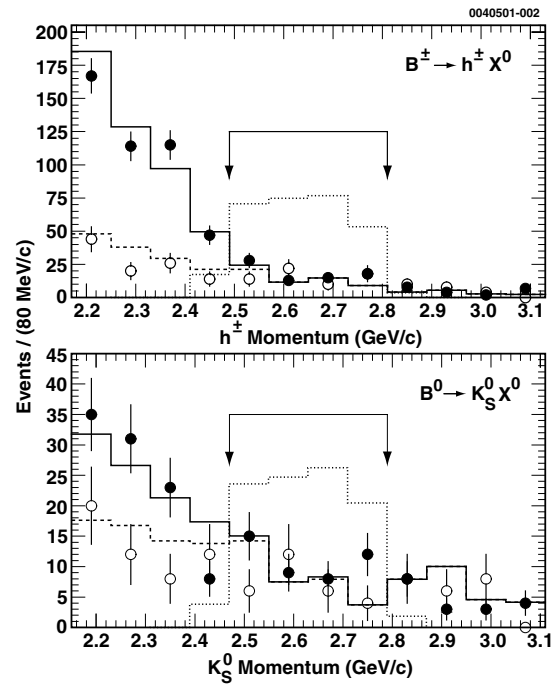 0040501-002
200
175
150
125
100
75
50
25
0
B± → h± X0
2.2 2.3 2.4 2.5 2.6 2.7 2.8 2.9 3.0 3.1
h± Momentum (GeV/c)
Events / (80 MeV/c)
45
40
35
30
25
20
15
10
5
0
B0 → K0S X0
2.2 2.3 2.4 2.5 2.6 2.7 2.8 2.9 3.0 3.1
K0S Momentum (GeV/c)